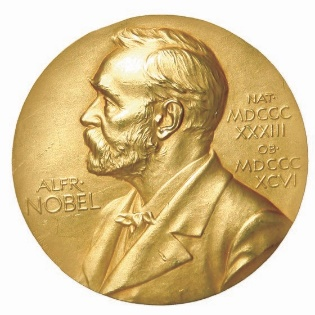 ALFR·
NOBEL
NAT·
MDCCC
XXXIII
OB·
MDCCC
XCVI